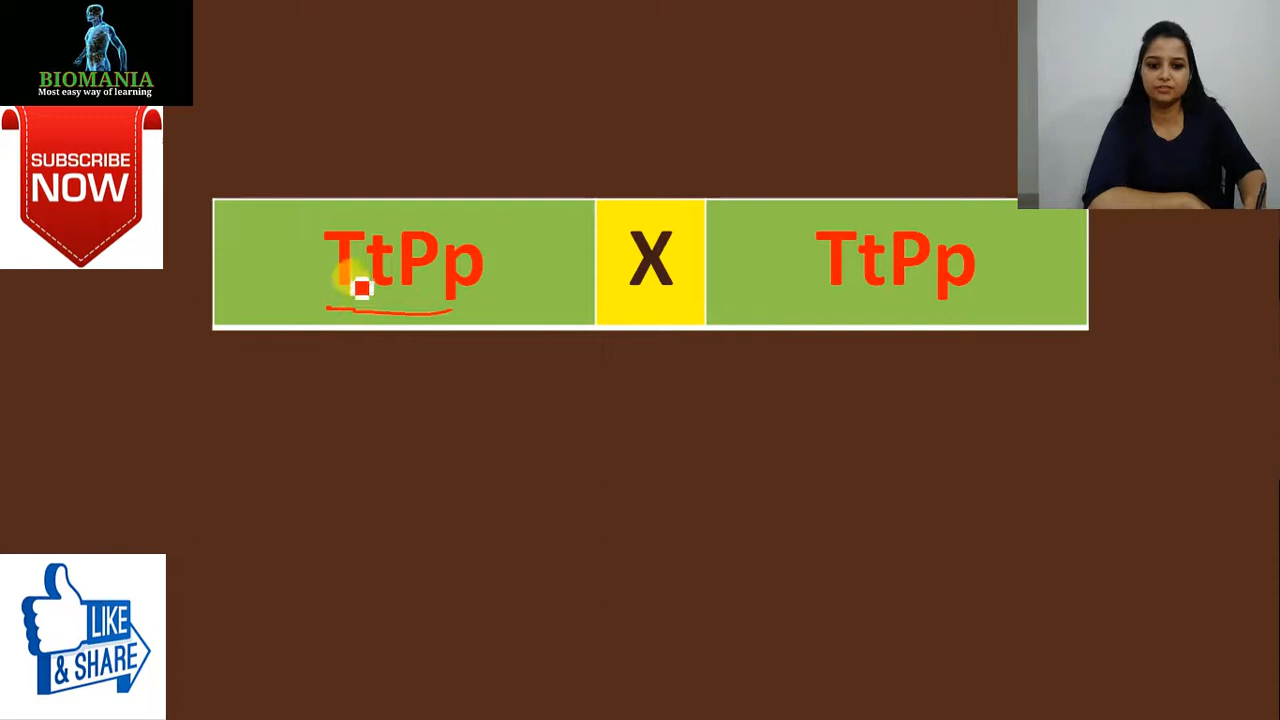 BIOMANIA
Most easy way of learning
SUBSCRIBE
NOW
TtPp X TtPp
LIKE
& SHARE